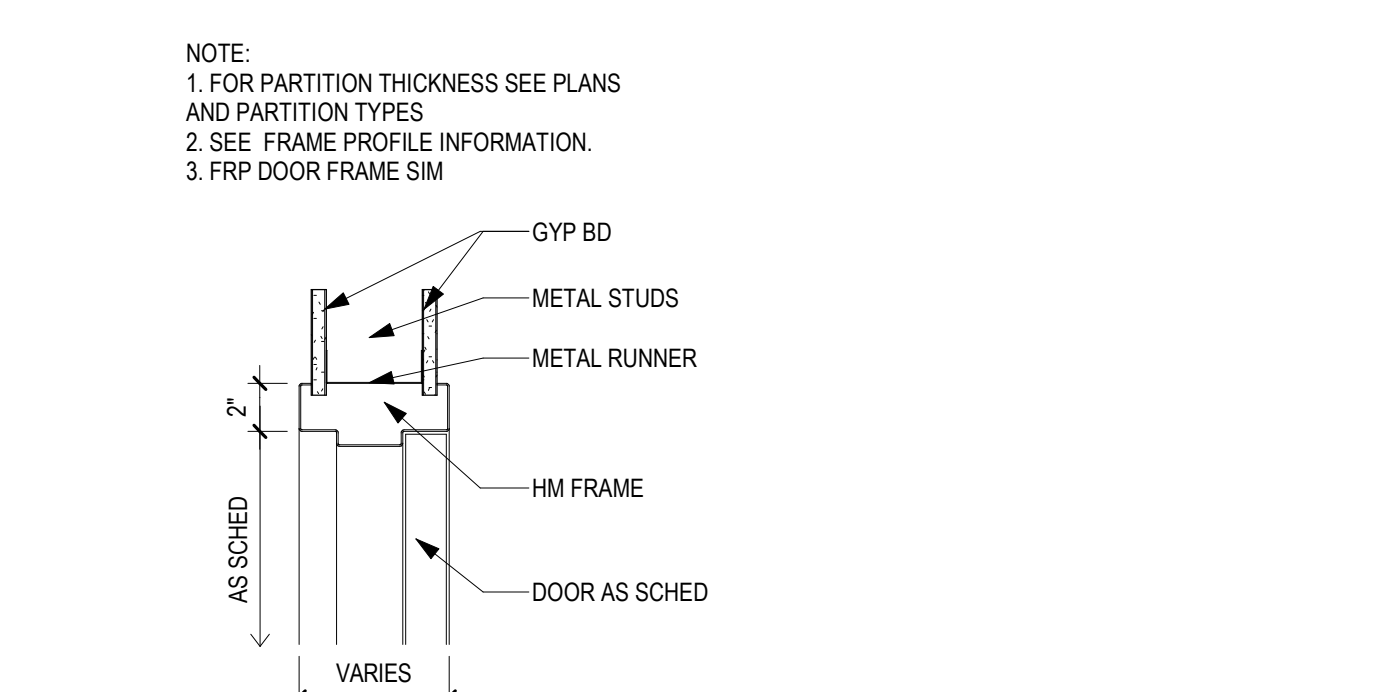 NOTE:
1. FOR PARTITION THICKNESS SEE PLANS
AND PARTITION TYPES
2. SEE  FRAME PROFILE INFORMATION.
3. FRP DOOR FRAME SIM
GYP BD
METAL STUDS
METAL RUNNER
2"
HM FRAME
AS SCHED
DOOR AS SCHED
VARIES